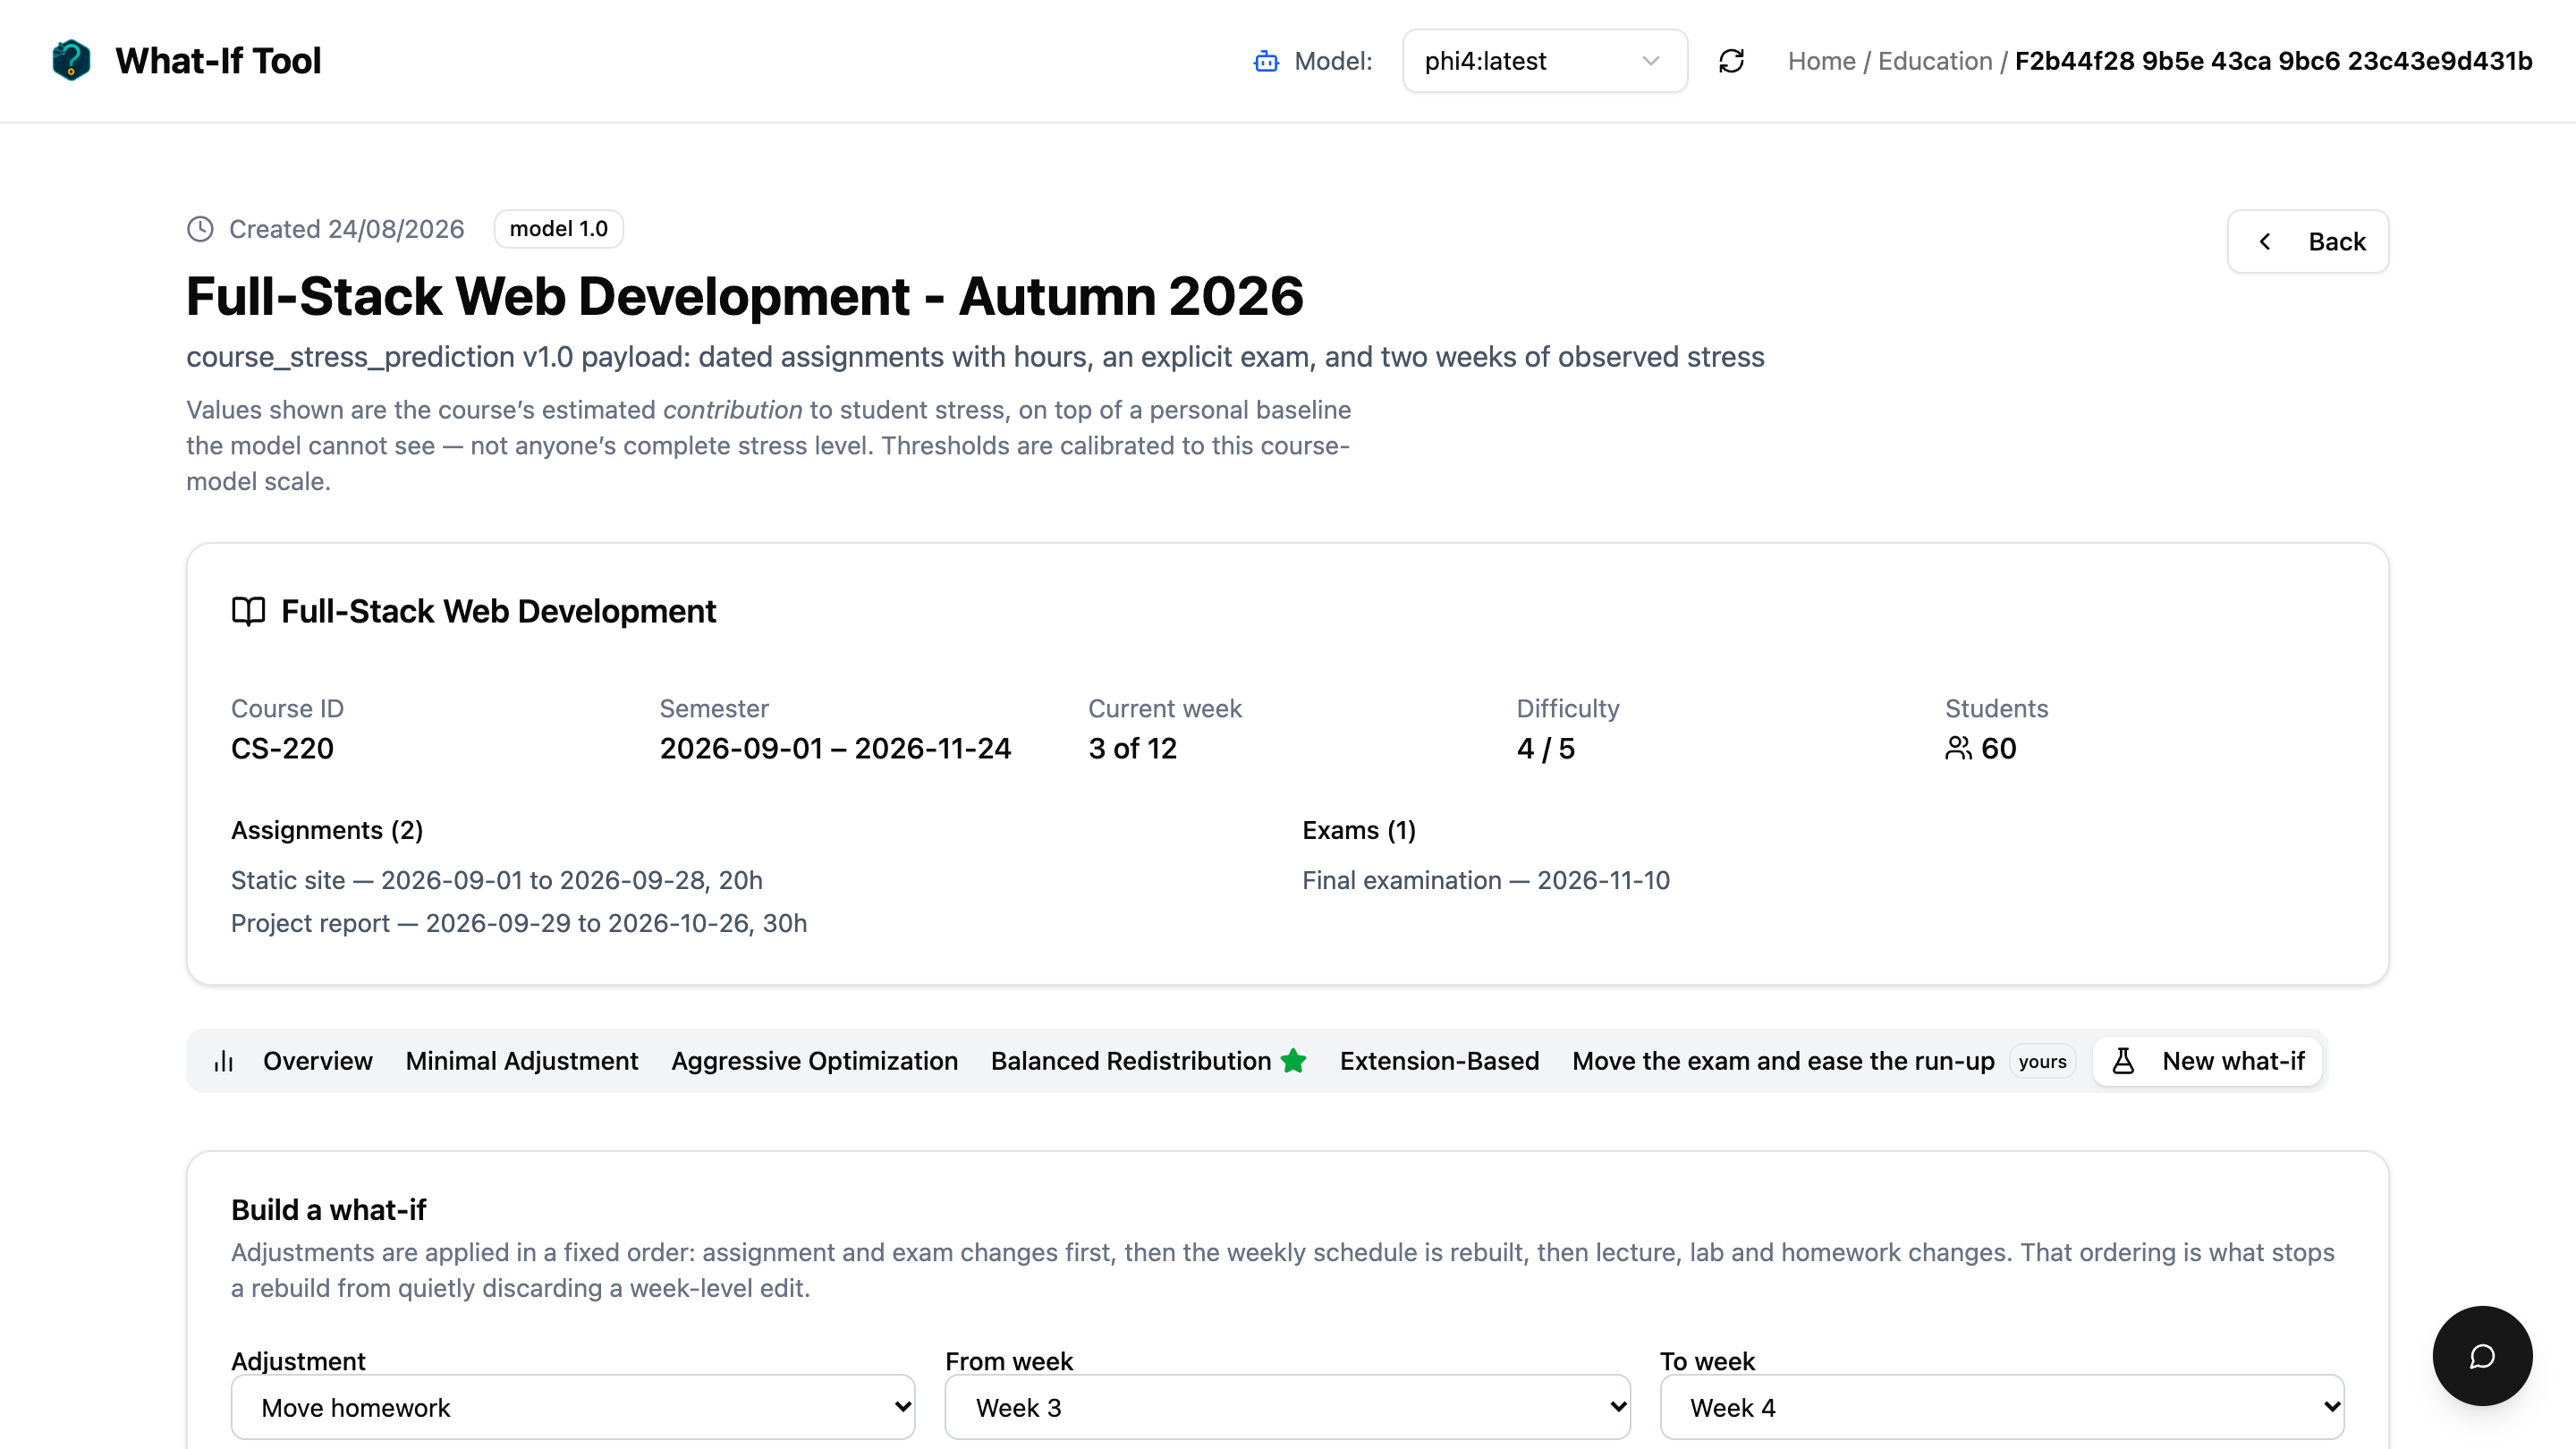 What-If Tool
Model:
phi4:latest
Home / Education / F2b44f28 9b5e 43ca 9bc6 23c43e9d431b
Created 24/08/2026
model 1.0
Back
Full-Stack Web Development - Autumn 2026
course_stress_prediction v1.0 payload: dated assignments with hours, an explicit exam, and two weeks of observed stress
Values shown are the course’s estimated contribution to student stress, on top of a personal baseline
the model cannot see — not anyone’s complete stress level. Thresholds are calibrated to this course-
model scale.
Full-Stack Web Development
Course ID
CS-220
Semester
2026-09-01 – 2026-11-24
Current week
3 of 12
Difficulty
4 / 5
Students
60
Assignments (2)
Static site — 2026-09-01 to 2026-09-28, 20h
Project report — 2026-09-29 to 2026-10-26, 30h
Exams (1)
Final examination — 2026-11-10
Overview
Minimal Adjustment
Aggressive Optimization
Balanced Redistribution
Extension-Based
Move the exam and ease the run-up yours
New what-if
Build a what-if
Adjustments are applied in a fixed order: assignment and exam changes first, then the weekly schedule is rebuilt, then lecture, lab and homework changes. That ordering is what stops
a rebuild from quietly discarding a week-level edit.
Adjustment
Move homework
From week
Week 3
To week
Week 4